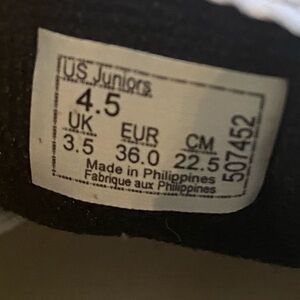 US Juniors
4.5
UK EUR CM
3.5 36.0 22.5
Made in Philippines
Fabrique aux Philippines
507452